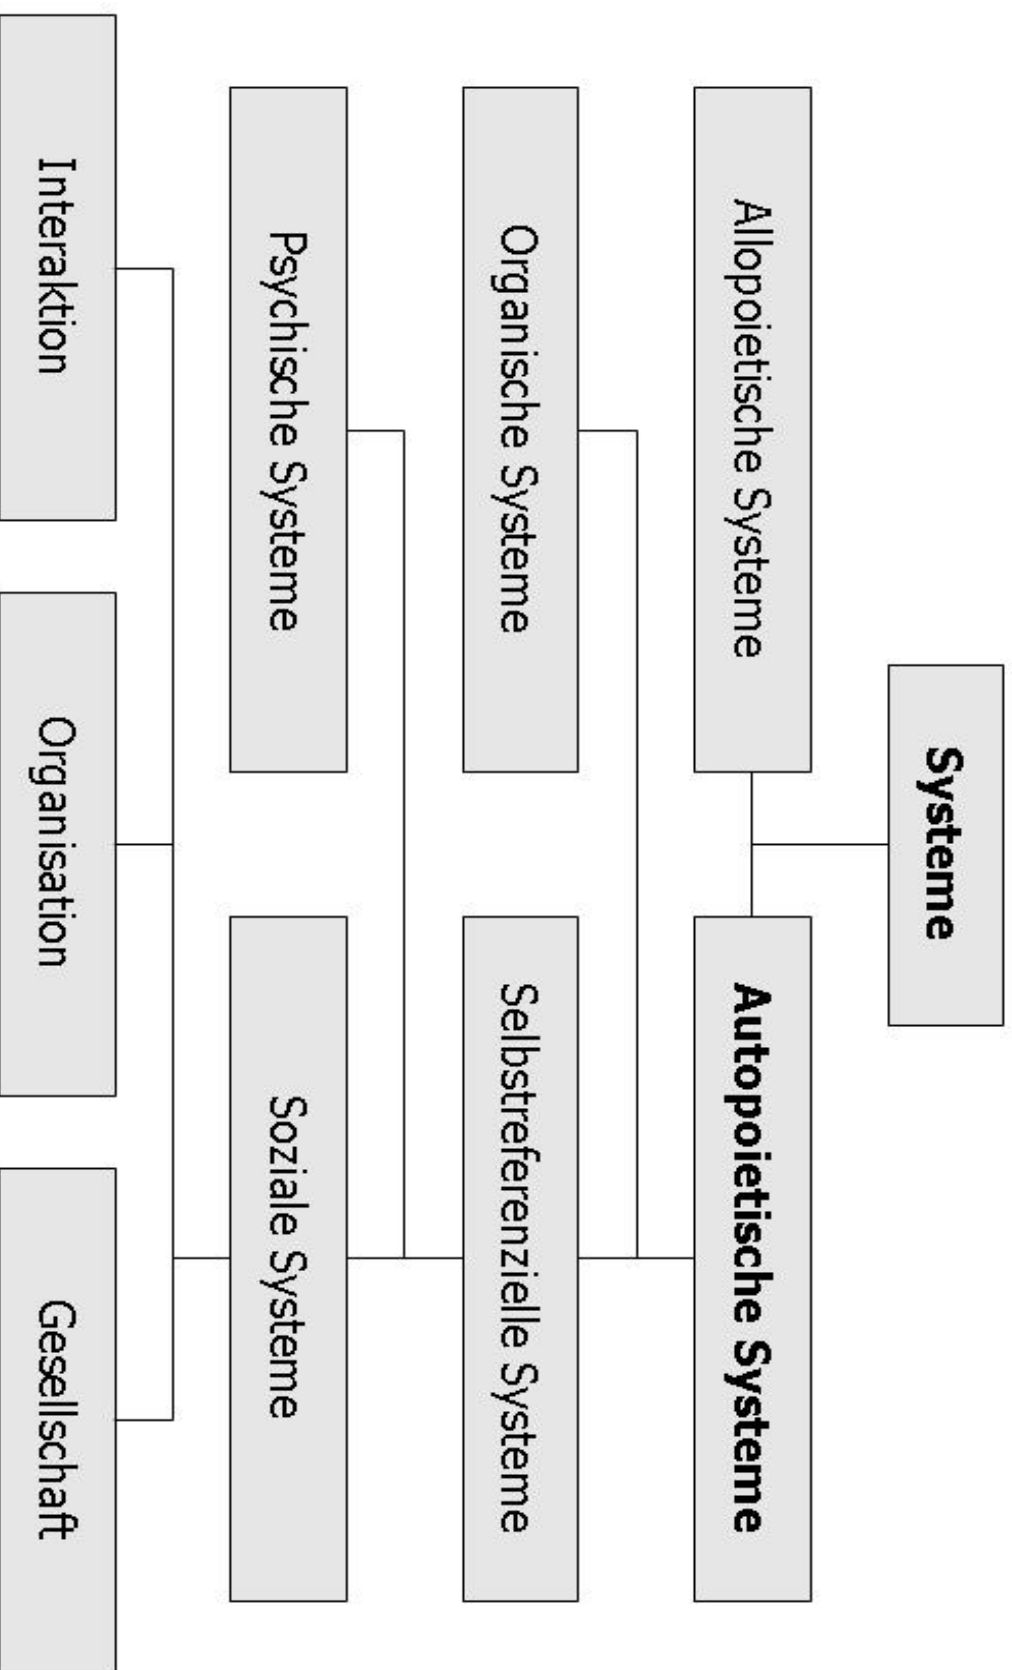 Systeme
Allopoietische Systeme
Autopoietische Systeme
Organische Systeme
Selbstreferenzielle Systeme
Psychische Systeme
Soziale Systeme
Interaktion
Organisation
Gesellschaft